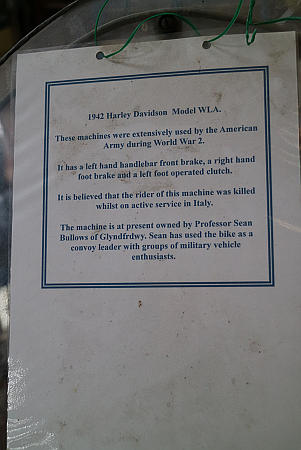 1942 Harley Davidson Model WLA.
These machines were extensively used by the American
Army during World War 2.
It has a left hand handlebar front brake, a right hand
foot brake and a left foot operated clutch.
It is believed that the rider of this machine was killed
whilst on active service in Italy.
The machine is at present owned by Professor Sean
Bullows of Glyndfrdwy. Sean has used the bike as a
convoy leader with groups of military vehicle
enthusiasts.